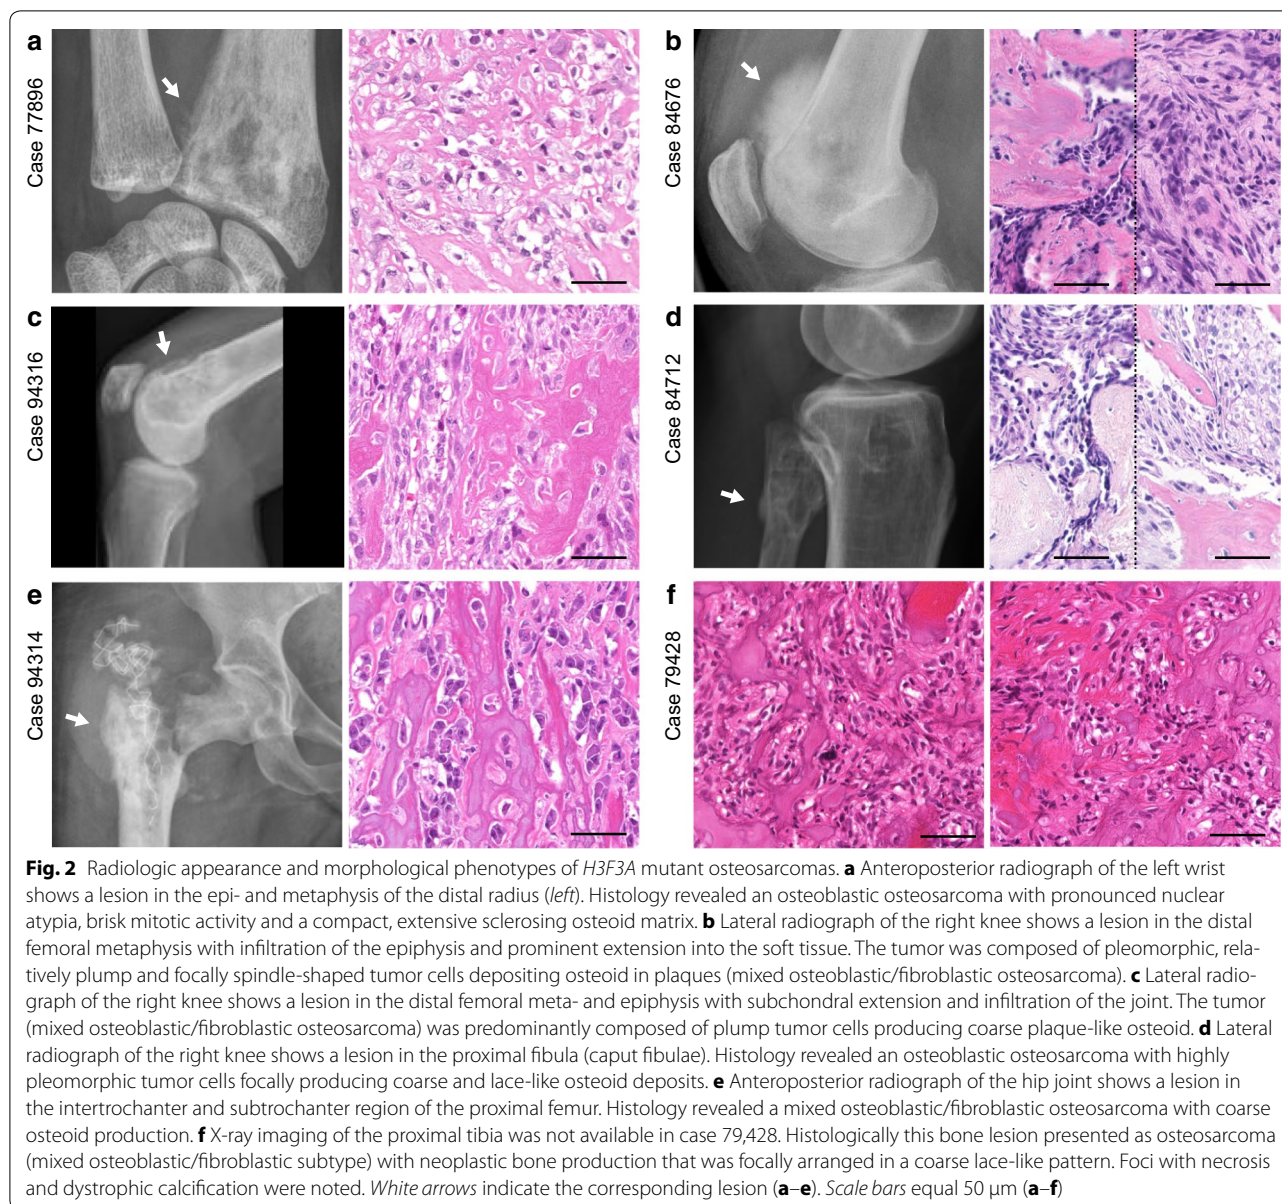 a
Case 77896
b
Case 84676
c
Case 94316
d
Case 84712
e
Case 94314
f
Case 79428
Fig. 2 Radiologic appearance and morphological phenotypes of H3F3A mutant osteosarcomas. a Anteroposterior radiograph of the left wrist
shows a lesion in the epi- and metaphysis of the distal radius (left). Histology revealed an osteoblastic osteosarcoma with pronounced nuclear
atypia, brisk mitotic activity and a compact, extensive sclerosing osteoid matrix. b Lateral radiograph of the right knee shows a lesion in the distal
femoral metaphysis with infiltration of the epiphysis and prominent extension into the soft tissue. The tumor was composed of pleomorphic, rela-
tively plump and focally spindle-shaped tumor cells depositing osteoid in plaques (mixed osteoblastic/fibroblastic osteosarcoma). c Lateral radio-
graph of the right knee shows a lesion in the distal femoral meta- and epiphysis with subchondral extension and infiltration of the joint. The tumor
(mixed osteoblastic/fibroblastic osteosarcoma) was predominantly composed of plump tumor cells producing coarse plaque-like osteoid. d Lateral
radiograph of the right knee shows a lesion in the proximal fibula (caput fibulae). Histology revealed an osteoblastic osteosarcoma with highly
pleomorphic tumor cells focally producing coarse and lace-like osteoid deposits. e Anteroposterior radiograph of the hip joint shows a lesion in
the intertrochanter and subtrochanter region of the proximal femur. Histology revealed a mixed osteoblastic/fibroblastic osteosarcoma with coarse
osteoid production. f X-ray imaging of the proximal tibia was not available in case 79,428. Histologically this bone lesion presented as osteosarcoma
(mixed osteoblastic/fibroblastic subtype) with neoplastic bone production that was focally arranged in a coarse lace-like pattern. Foci with necrosis
and dystrophic calcification were noted. White arrows indicate the corresponding lesion (a–e). Scale bars equal 50 μm (a–f)